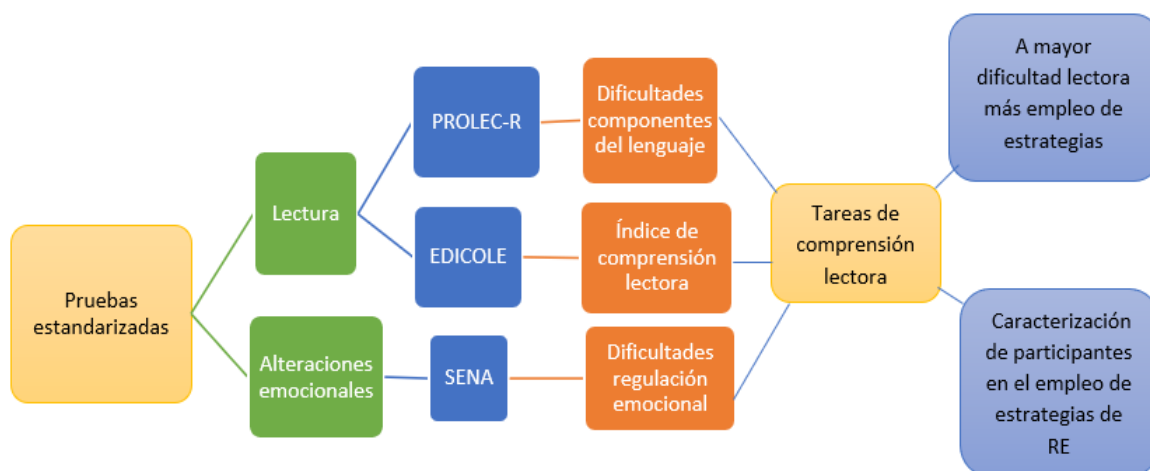 Pruebas
estandarizadas
Lectura
Alteraciones
emocionales
PROLEC-R
EDICOLE
SENA
Dificultades
componentes
del lenguaje
Índice de
comprensión
lectora
Dificultades
regulación
emocional
Tareas de
comprensión
lectora
A mayor
dificultad lectora
más empleo de
estrategias
Caracterización
de participantes
en el empleo de
estrategias de
RE